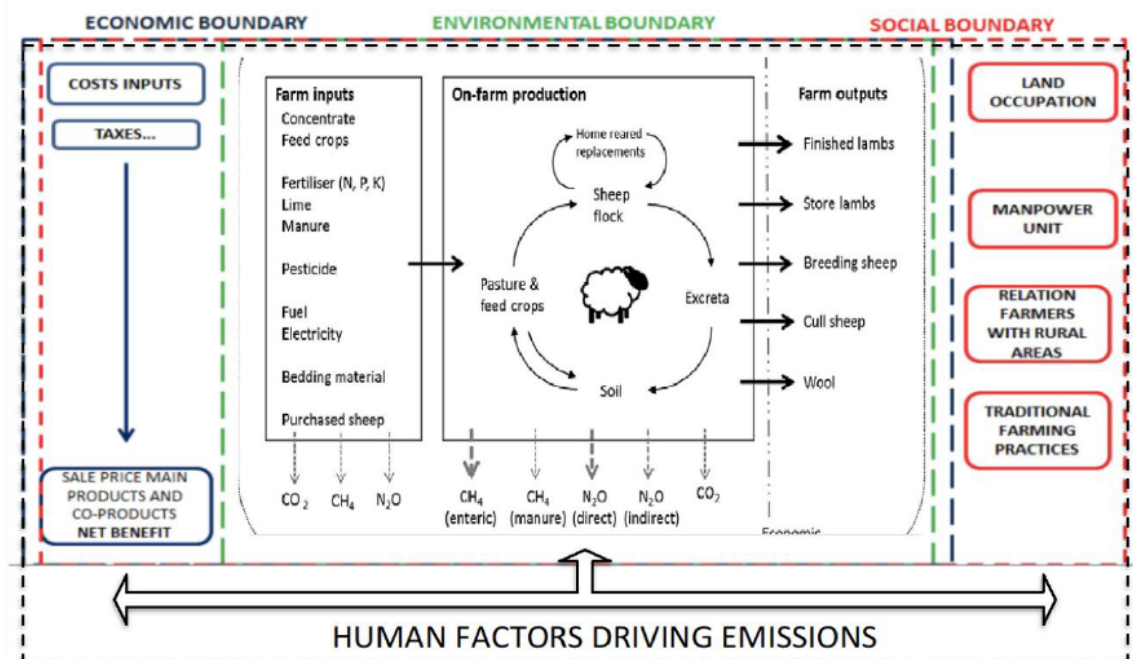 ECONOMIC BOUNDARY
ENVIRONMENTAL BOUNDARY
SOCIAL BOUNDARY
COSTS INPUTS
TAXES...
SALE PRICE MAIN
PRODUCTS AND
CO-PRODUCTS
NET BENEFIT
Farm inputs
Concentrate
Feed crops
Fertiliser (N, P, K)
Lime
Manure
Pesticide
Fuel
Electricity
Bedding material
Purchased sheep
CO₂
CH₄
N₂O
On-farm production
Home reared
replacements
Sheep
flock
Pasture &
feed crops
Excreta
Soil
CH₄
(enteric)
CH₄
(manure)
N₂O
(direct)
N₂O
(indirect)
CO₂
Farm outputs
Finished lambs
Store lambs
Breeding sheep
Cull sheep
Wool
Economic
LAND
OCCUPATION
MANPOWER
UNIT
RELATION
FARMERS
WITH RURAL
AREAS
TRADITIONAL
FARMING
PRACTICES
HUMAN FACTORS DRIVING EMISSIONS